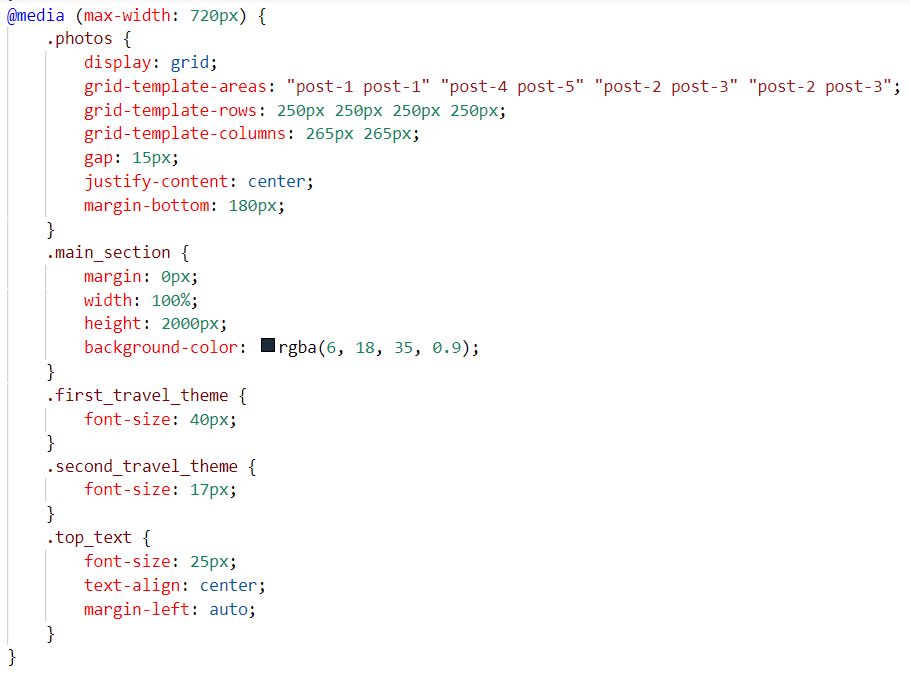 @media (max-width: 720px) {
    .photos {
        display: grid;
        grid-template-areas: "post-1 post-1" "post-4 post-5" "post-2 post-3" "post-2 post-3";
        grid-template-rows: 250px 250px 250px 250px;
        grid-template-columns: 265px 265px;
        gap: 15px;
        justify-content: center;
        margin-bottom: 180px;
    }
    .main_section {
        margin: 0px;
        width: 100%;
        height: 2000px;
        background-color: rgba(6, 18, 35, 0.9);
    }
    .first_travel_theme {
        font-size: 40px;
    }
    .second_travel_theme {
        font-size: 17px;
    }
    .top_text {
        font-size: 25px;
        text-align: center;
        margin-left: auto;
    }
}